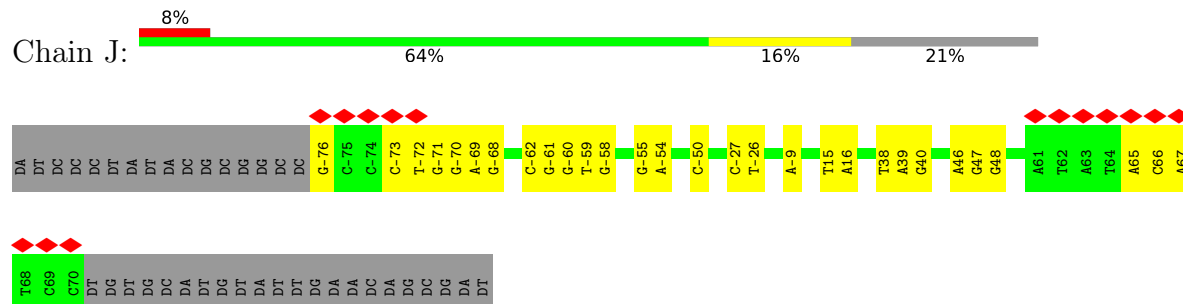 8%
Chain J:
64% 16% 21%
DA DT DC DC DC DT DA DT DA DC DG DC DG DG DC DC G-76 C-75 C-74 C-73 T-72 G-71 G-70 A-69 G-68 C-62 G-61 G-60 T-59 G-58 G-55 A-54 C-50 C-27 T-26 A-9 T15 A16 T38 A39 G40 A46 G47 G48 A61 T62 A63 T64 A65 C66 A67
T68 C69 C70 DT DG DT DG DC DA DT DG DT DA DT DT DG DA DA DC DA DG DC DG DA DT